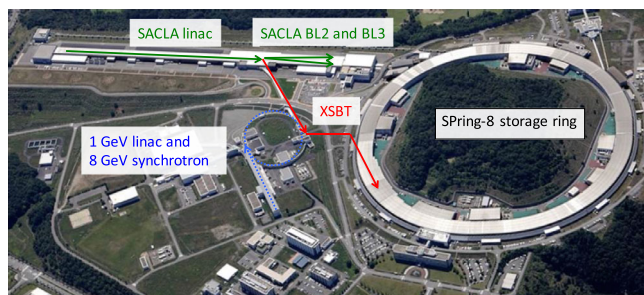 SACLA linac
SACLA BL2 and BL3
XSBT
SPring-8 storage ring
1 GeV linac and
8 GeV synchrotron